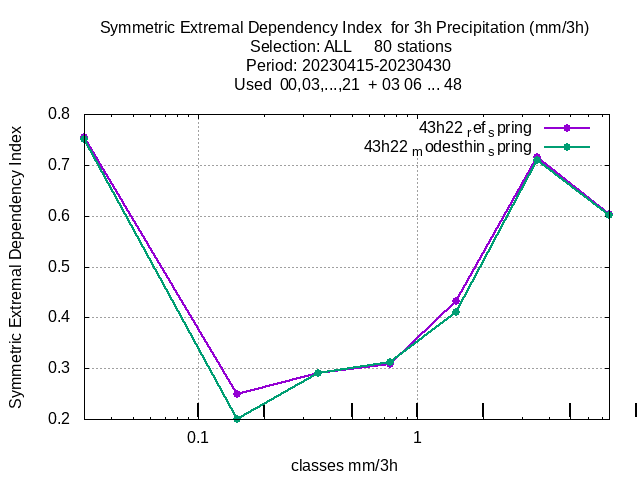 Symmetric Extremal Dependency Index  for 3h Precipitation (mm/3h)
Selection: ALL     80 stations
Period: 20230415-20230430
Used  00,03,...,21  + 03 06 ... 48
43h22 ref spring
43h22 modesthin spring
Symmetric Extremal Dependency Index
0.8
0.7
0.6
0.5
0.4
0.3
0.2
0.1
1
classes mm/3h